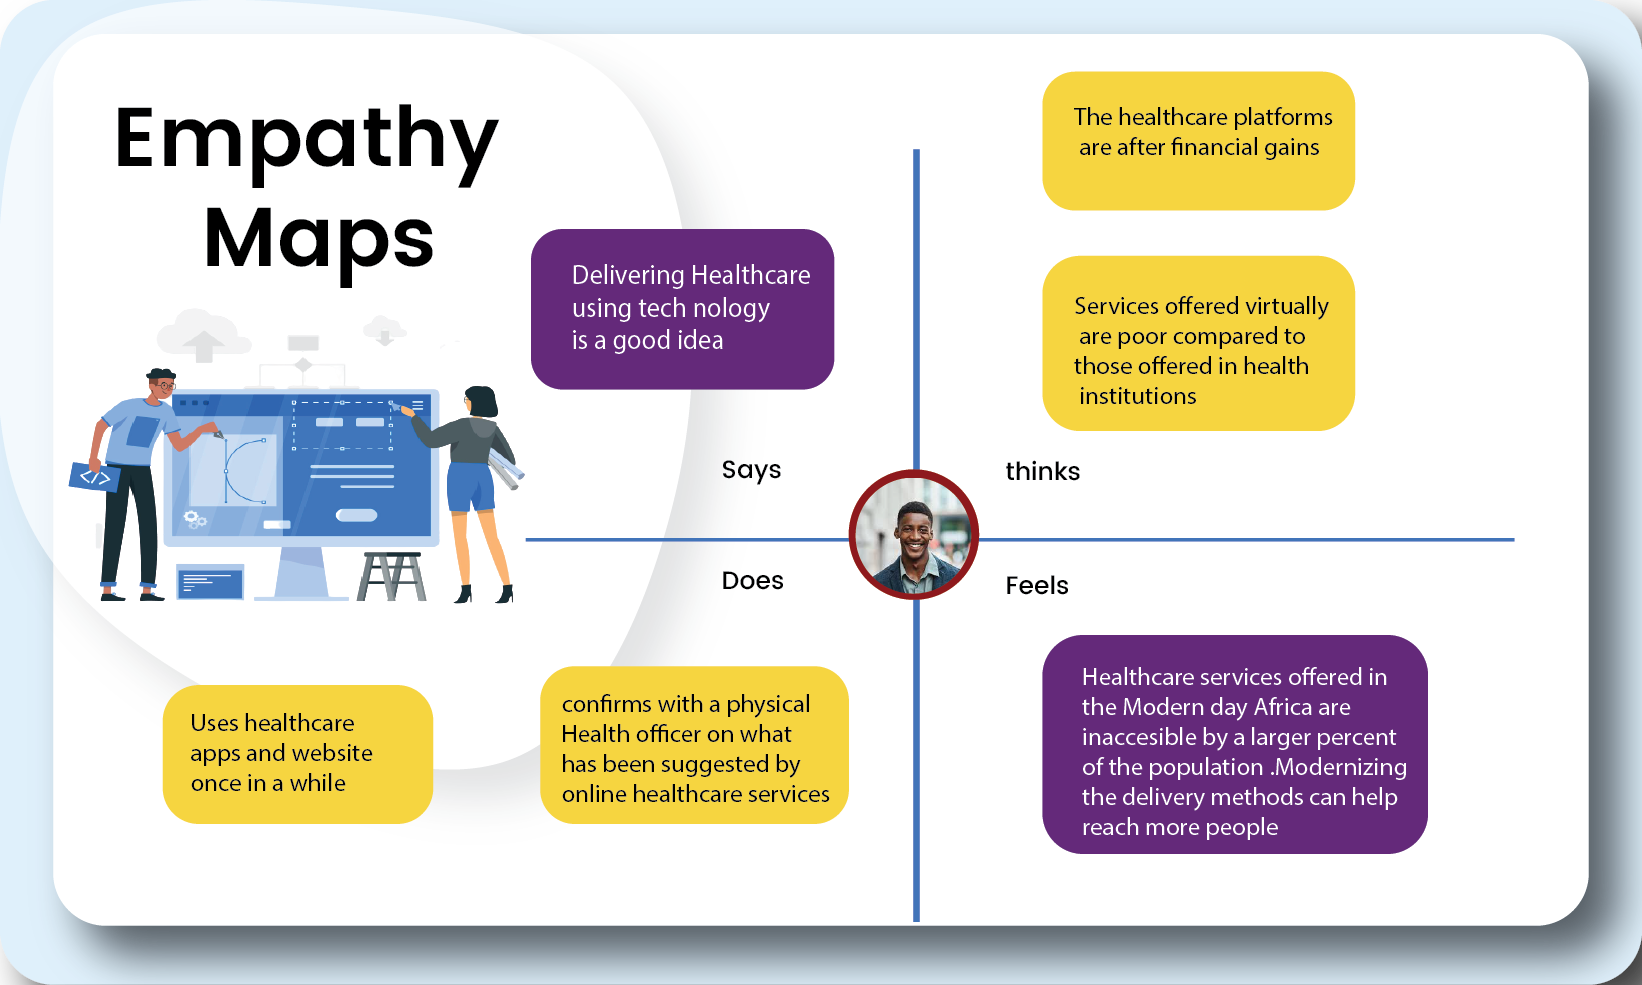 Empathy
Maps
Delivering Healthcare
using tech nology
is a good idea
Says
The healthcare platforms
are after financial gains
Services offered virtually
are poor compared to
those offered in health
institutions
thinks
Does
Uses healthcare
apps and website
once in a while
confirms with a physical
Health officer on what
has been suggested by
online healthcare services
Feels
Healthcare services offered in
the Modern day Africa are
inaccesible by a larger percent
of the population .Modernizing
the delivery methods can help
reach more people